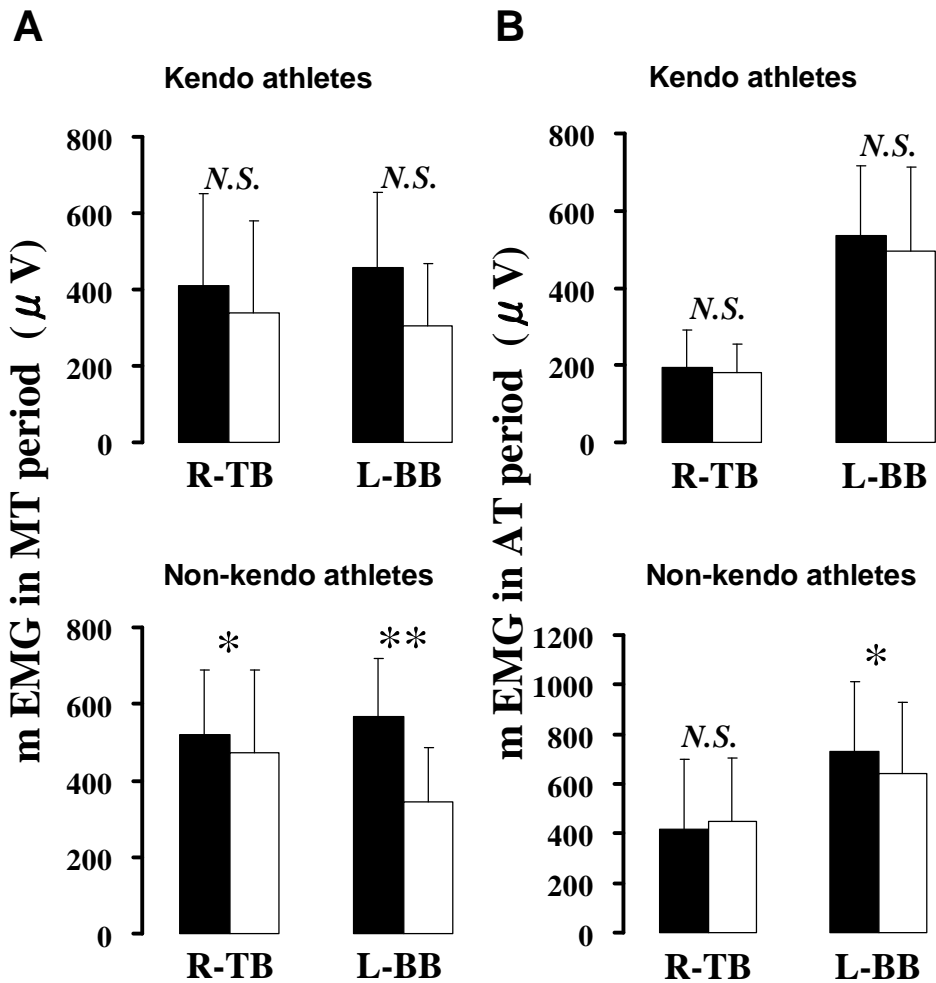 A
Kendo athletes
m EMG in MT period (μ V)
800
600
400
200
0
N.S.
N.S.
R-TB
L-BB
Non-kendo athletes
800
600
400
200
0
*
**
R-TB
L-BB
B
Kendo athletes
m EMG in AT period (μ V)
800
600
400
200
0
N.S.
N.S.
R-TB
L-BB
Non-kendo athletes
1200
1000
800
600
400
200
0
N.S.
*
R-TB
L-BB